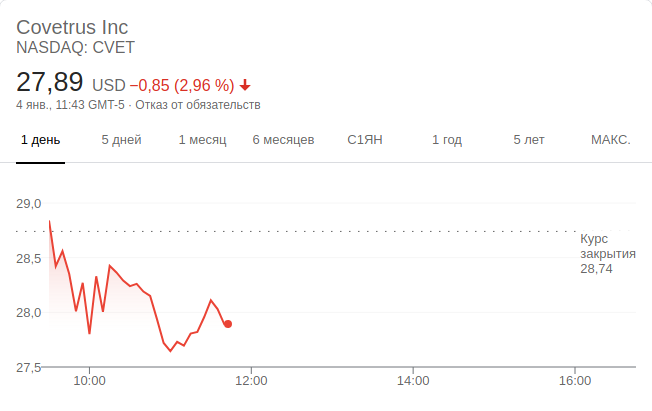 Covetrus Inc
NASDAQ: CVET
27,89 USD −0,85 (2,96 %)
4 янв., 11:43 GMT-5 · Отказ от обязательств
1 день 5 дней 1 месяц 6 месяцев С1ЯН 1 год 5 лет МАКС.
29,0
Курс
закрытия
28,74
28,5
28,0
27,5
10:00 12:00 14:00 16:00